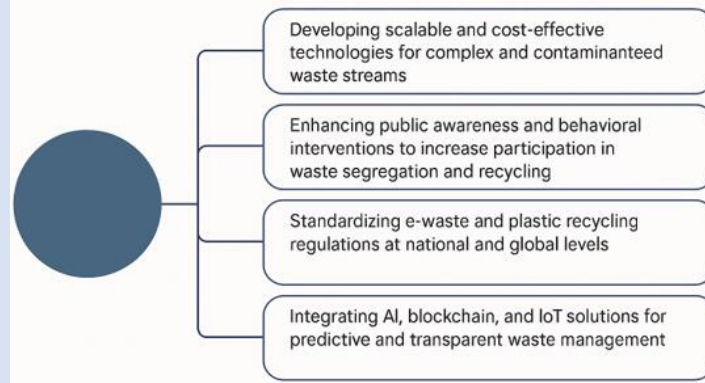 Developing scalable and cost-effective
technologies for complex and contaminanteed
waste streams
Enhancing public awareness and behavioral
interventions to increase participation in
waste segregation and recycling
Standardizing e-waste and plastic recycling
regulations at national and global levels
Integrating AI, blockchain, and IoT solutions for
predictive and transparent waste management